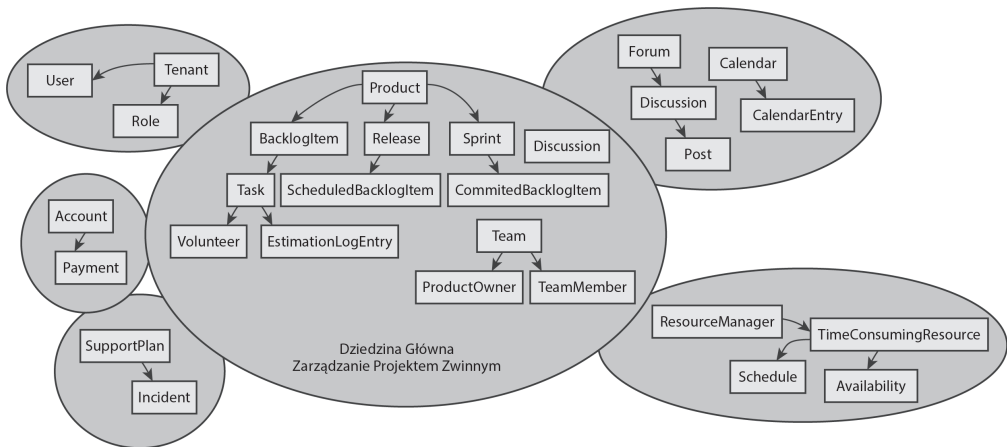 User
Tenant
Role
Account
Payment
SupportPlan
Incident
Product
BacklogItem
Release
Sprint
Discussion
Task
ScheduledBacklogItem
CommitedBacklogItem
Volunteer
EstimationLogEntry
Team
ProductOwner
TeamMember
Dziedzina Główna
Zarządzanie Projektem Zwinnym
Forum
Calendar
Discussion
CalendarEntry
Post
ResourceManager
TimeConsumingResource
Schedule
Availability